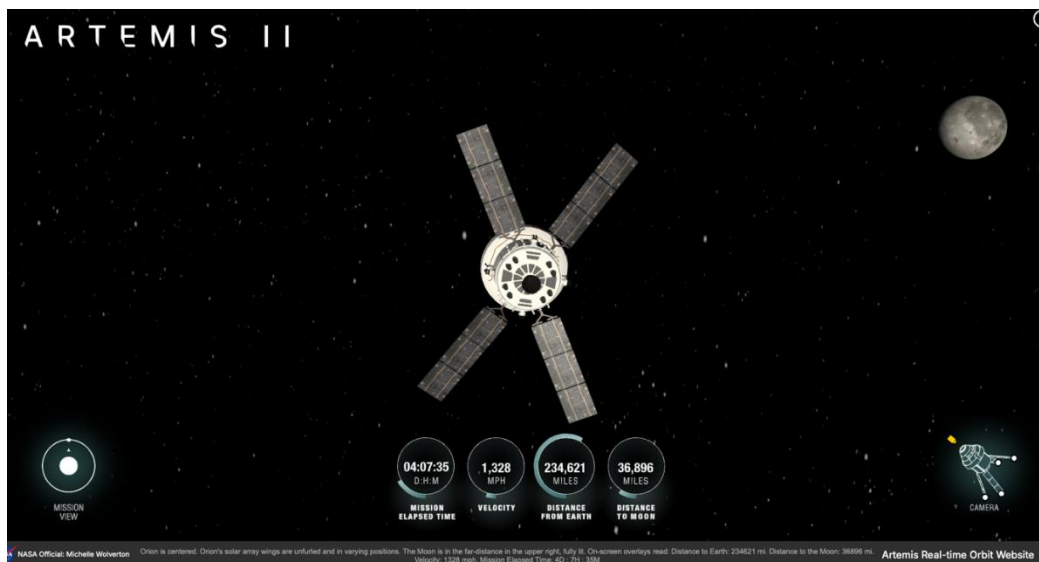 ARTEMIS II
04:07:35
D:H:M
MISSION
ELAPSED TIME
1,328
MPH
VELOCITY
234,621
MILES
DISTANCE
FROM EARTH
36,896
MILES
DISTANCE
TO MOON
MISSION
VIEW
CAMERA
NASA Official: Michelle Wolverton
Orion is centered. Orion's solar array wings are unfurled and in varying positions. The Moon is in the far-distance in the upper right, fully lit. On-screen overlays read: Distance to Earth: 234621 mi. Distance to the Moon: 36896 mi.
Velocity: 1328 mph. Mission Elapsed Time: 4D : 7H : 35M
Artemis Real-time Orbit Website